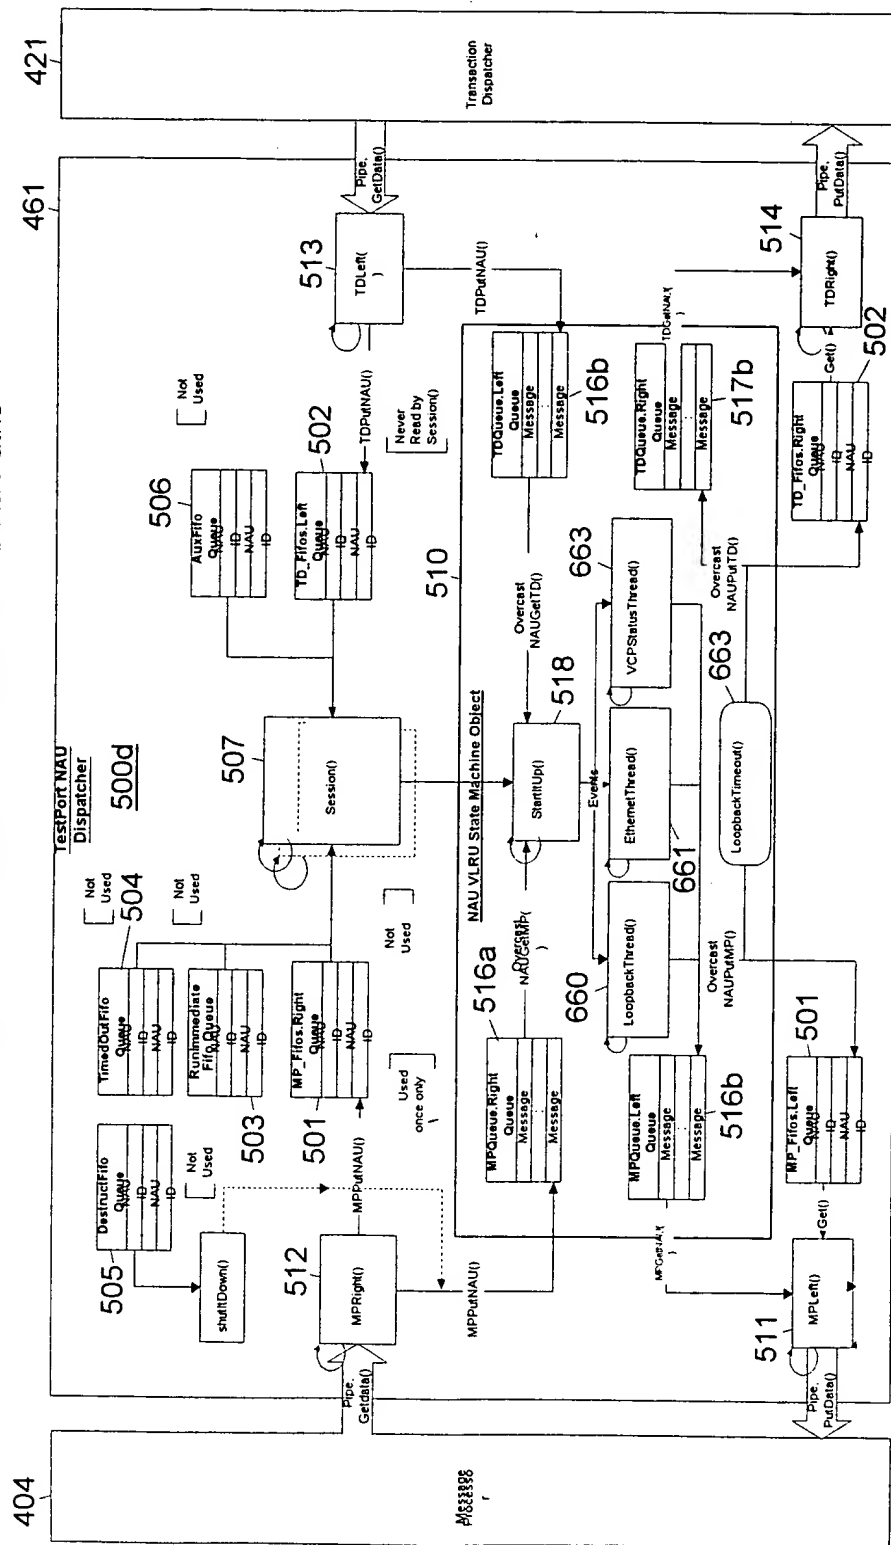 404
Message
Processo
r
461
421
Transaction
Dispatcher
TestPort NAU
Dispatcher
500d
505
DestructFifo
Queue
NAU
ID
NAU
ID
shutItDown()
Not
Used
TimedOutFifo
Queue
NAU
ID
NAU
ID
504
Not
Used
RunImmediate
Fifo.Queue
NAU
ID
NAU
ID
503
Not
Used
MP_Fifos.Right
Queue
NAU
ID
NAU
ID
501
Used
once only
Not
Used
507
Session()
506
AuxFifo
Queue
NAU
ID
NAU
ID
Not
Used
502
TD_Fifos.Left
Queue
NAU
ID
NAU
ID
TDPutNAU()
Never
Read by
Session()
513
TDLeft(
)
Pipe.
GetData()
TDPutNAU()
Pipe.
Getdata()
512
MPRight()
MPPutNAU()
MPPutNAU()
510
NAU VLRU State Machine Object
516a
MPQueue.Right
Queue
Message
Message
Overcast
NAUGetMP(
)
518
StartItUp()
Overcast
NAUGetTD()
TDQueue.Left
Queue
Message
Message
516b
Events
660
LoopbackThread()
EthernetThread()
661
663
VCPStatusThread()
MPQueue.Left
Queue
Message
Message
516b
TDQueue.Right
Queue
Message
Message
517b
MPGetNAU(
)
TDGetNAU(
)
Overcast
NAUPutMP()
663
LoopbackTimeout()
Overcast
NAUPutTD()
501
MP_Fifos.Left
Queue
NAU
ID
NAU
ID
Get()
511
MPLeft()
Pipe.
PutData()
TD_Fifos.Right
Queue
NAU
ID
NAU
ID
502
Get()
514
TDRight()
Pipe.
PutData()